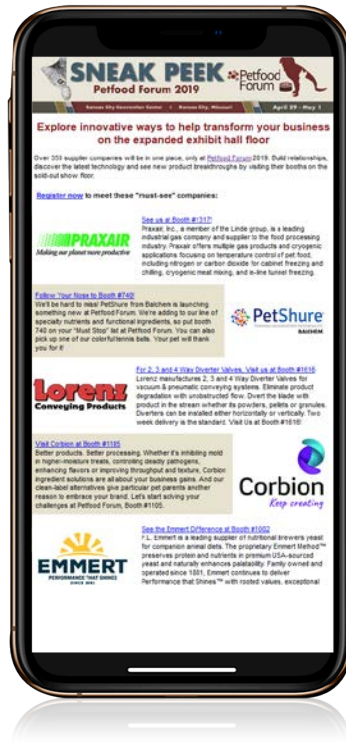 SNEAK PEEK
Petfood Forum 2019
Petfood
Forum
Kansas City Convention Center | Kansas City, Missouri | April 29 - May 1
Explore innovative ways to help transform your business
on the expanded exhibit hall floor
Over 350 supplier companies will be in one place, only at Petfood Forum 2019. Build relationships,
discover the latest technology and see new product breakthroughs by visiting their booths on the
sold-out show floor.
Register now to meet these "must-see" companies:
PRAXAIR
Making our planet more productive
See us at Booth #1317!
Praxair, Inc., a member of the Linde group, is a leading
industrial gas company and supplier to the food processing
industry. Praxair offers multiple gas products and cryogenic
applications focusing on temperature control of pet food,
including nitrogen or carbon dioxide for cabinet freezing and
chilling, cryogenic meat mixing, and in-line tunnel freezing.
Follow Your Nose to Booth #740!
We'll be hard to miss! PetShure from Balchem is launching
something new at Petfood Forum. We're adding to our line of
specialty nutrients and functional ingredients, so put booth
740 on your "Must Stop" list at Petfood Forum. You can also
pick up one of our colorful tennis balls. Your pet will thank
you for it!
PetShure
BALCHEM
Lorenz
Conveying Products
For 2, 3 and 4 Way Diverter Valves, Visit us at Booth #1616
Lorenz manufactures 2, 3 and 4 Way Diverter Valves for
vacuum & pneumatic conveying systems. Eliminate product
degradation with unobstructed flow. Divert the blade with
product in the stream whether its powders, pellets or granules.
Diverters can be installed either horizontally or vertically. Two
week delivery is the standard. Visit Us at Booth #1616!
Visit Corbion at Booth #1105
Better products. Better processing. Whether it's inhibiting mold
in higher-moisture treats, controlling deadly pathogens,
enhancing flavors or improving throughput and texture, Corbion
ingredient solutions are all about your business gains. And our
clean-label alternatives give particular pet parents another
reason to embrace your brand. Let's start solving your
challenges at Petfood Forum, Booth #1105.
Corbion
Keep creating
EMMERT
PERFORMANCE THAT SHINES
SINCE 1881
See the Emmert Difference at Booth #1002
F.L. Emmert is a leading supplier of nutritional brewers yeast
for companion animal diets. The proprietary Emmert Method™
preserves protein and nutrients in premium USA-sourced
yeast and naturally enhances palatability. Family owned and
operated since 1881, Emmert continues to deliver
Performance that Shines™ with rooted values, exceptional